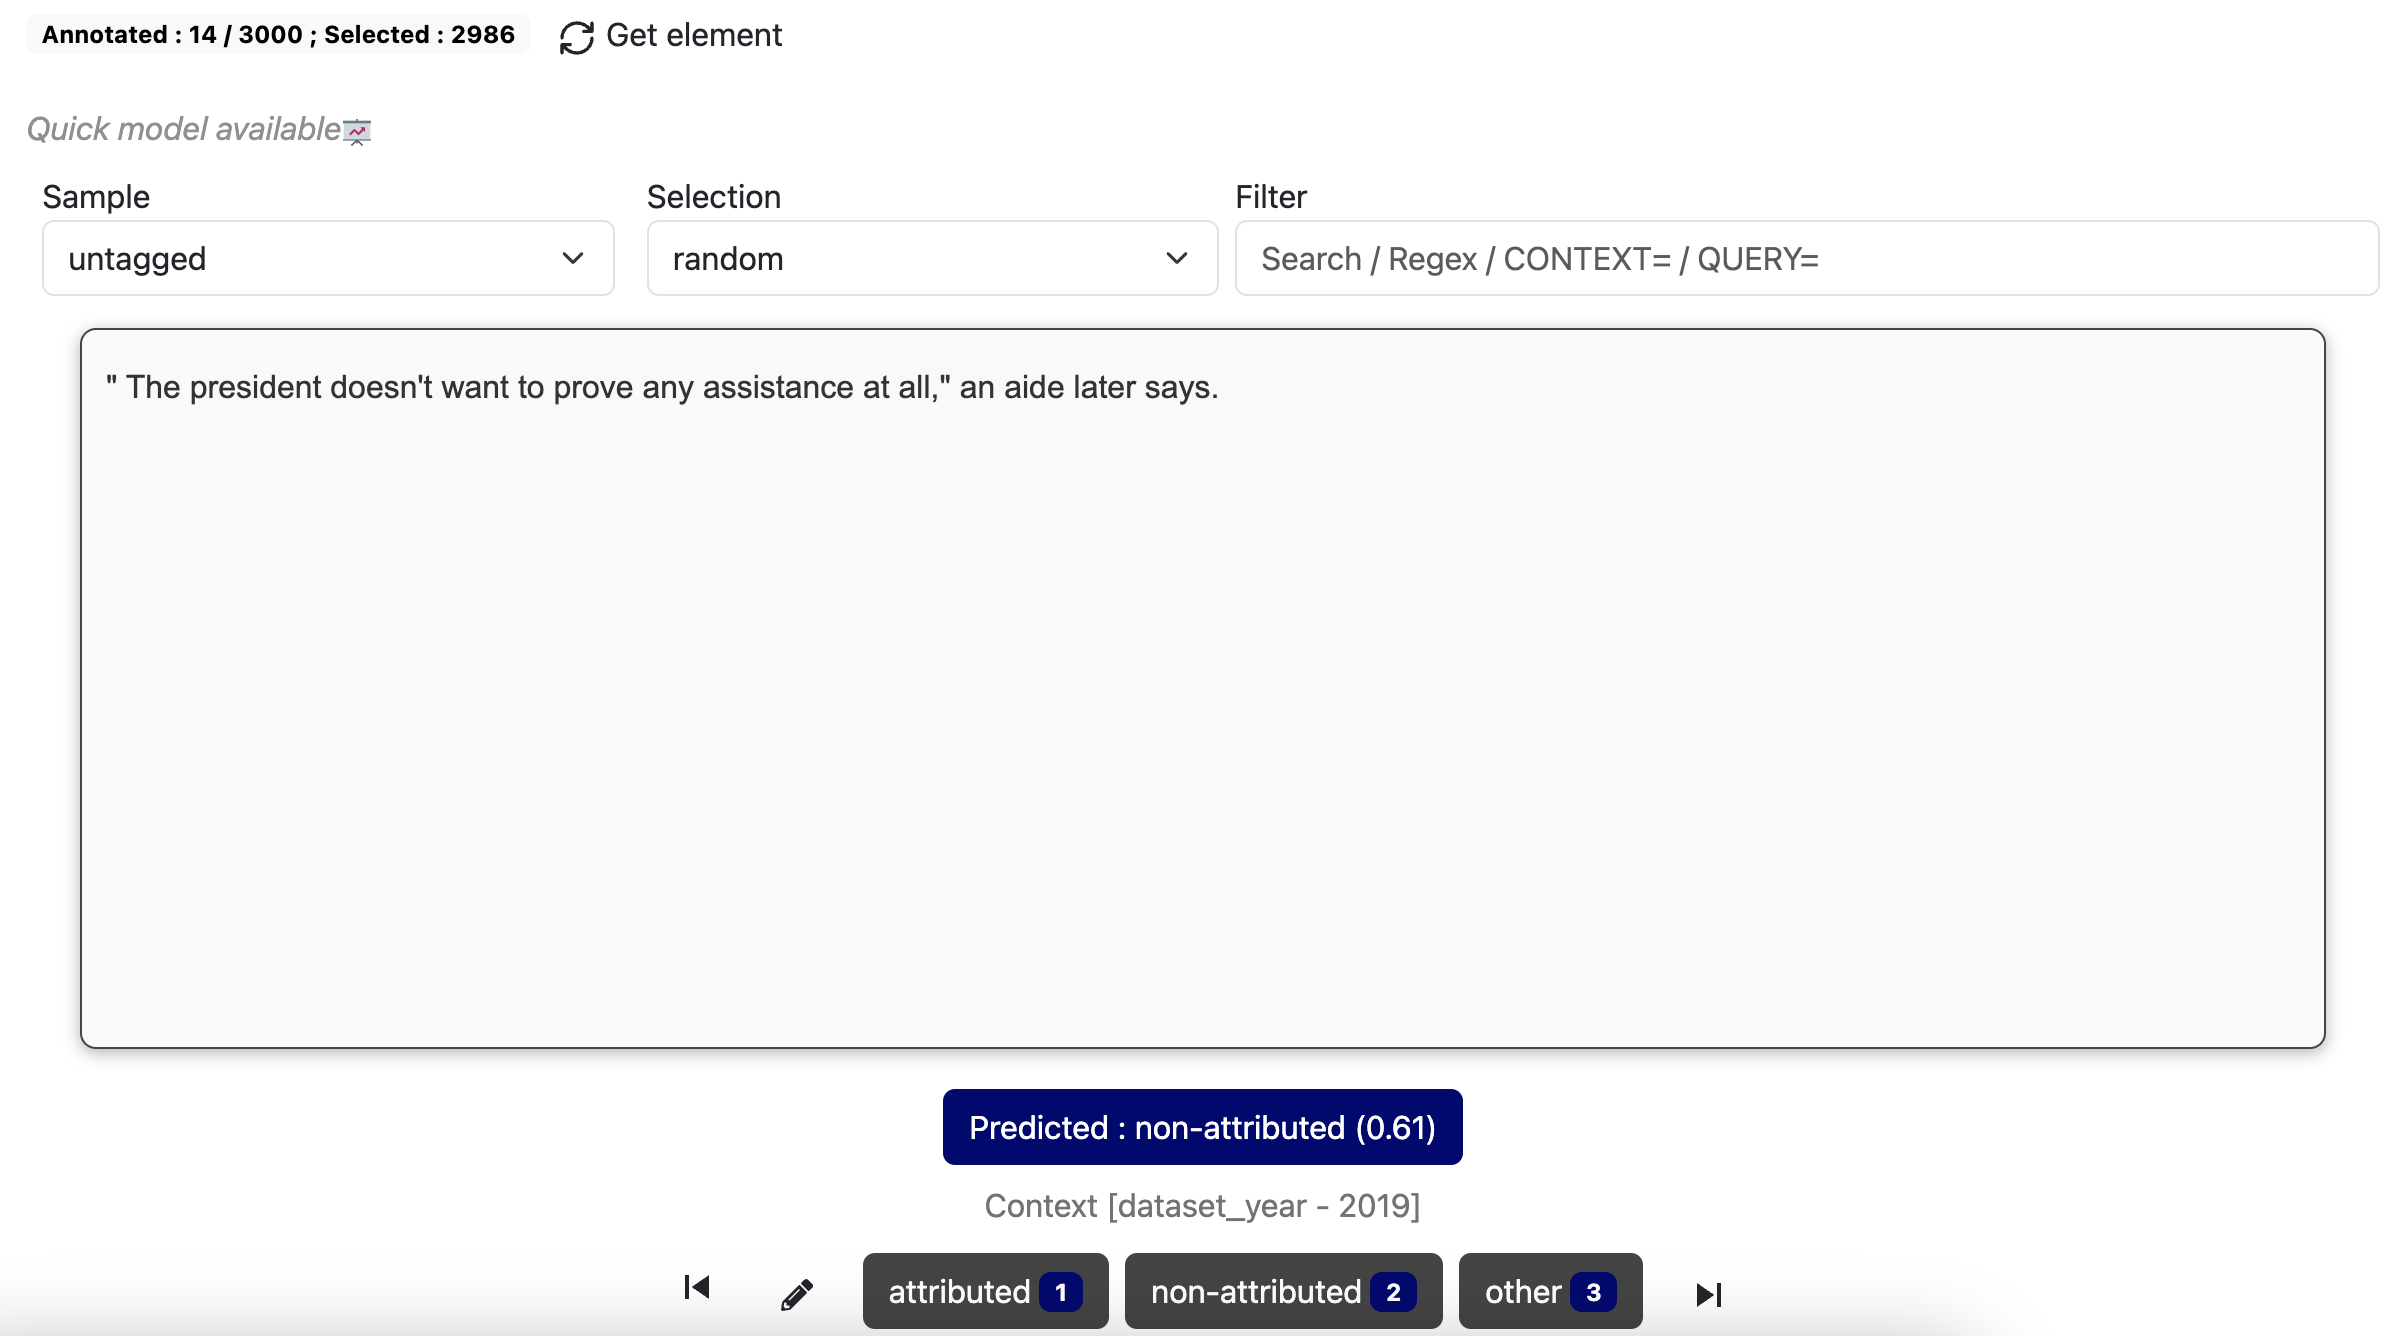 Annotated : 14 / 3000 ; Selected : 2986 Get element
Quick model available
Sample Selection Filter
untagged random Search / Regex / CONTEXT= / QUERY=
" The president doesn't want to prove any assistance at all," an aide later says.
Predicted : non-attributed (0.61)
Context [dataset_year - 2019]
attributed 1 non-attributed 2 other 3